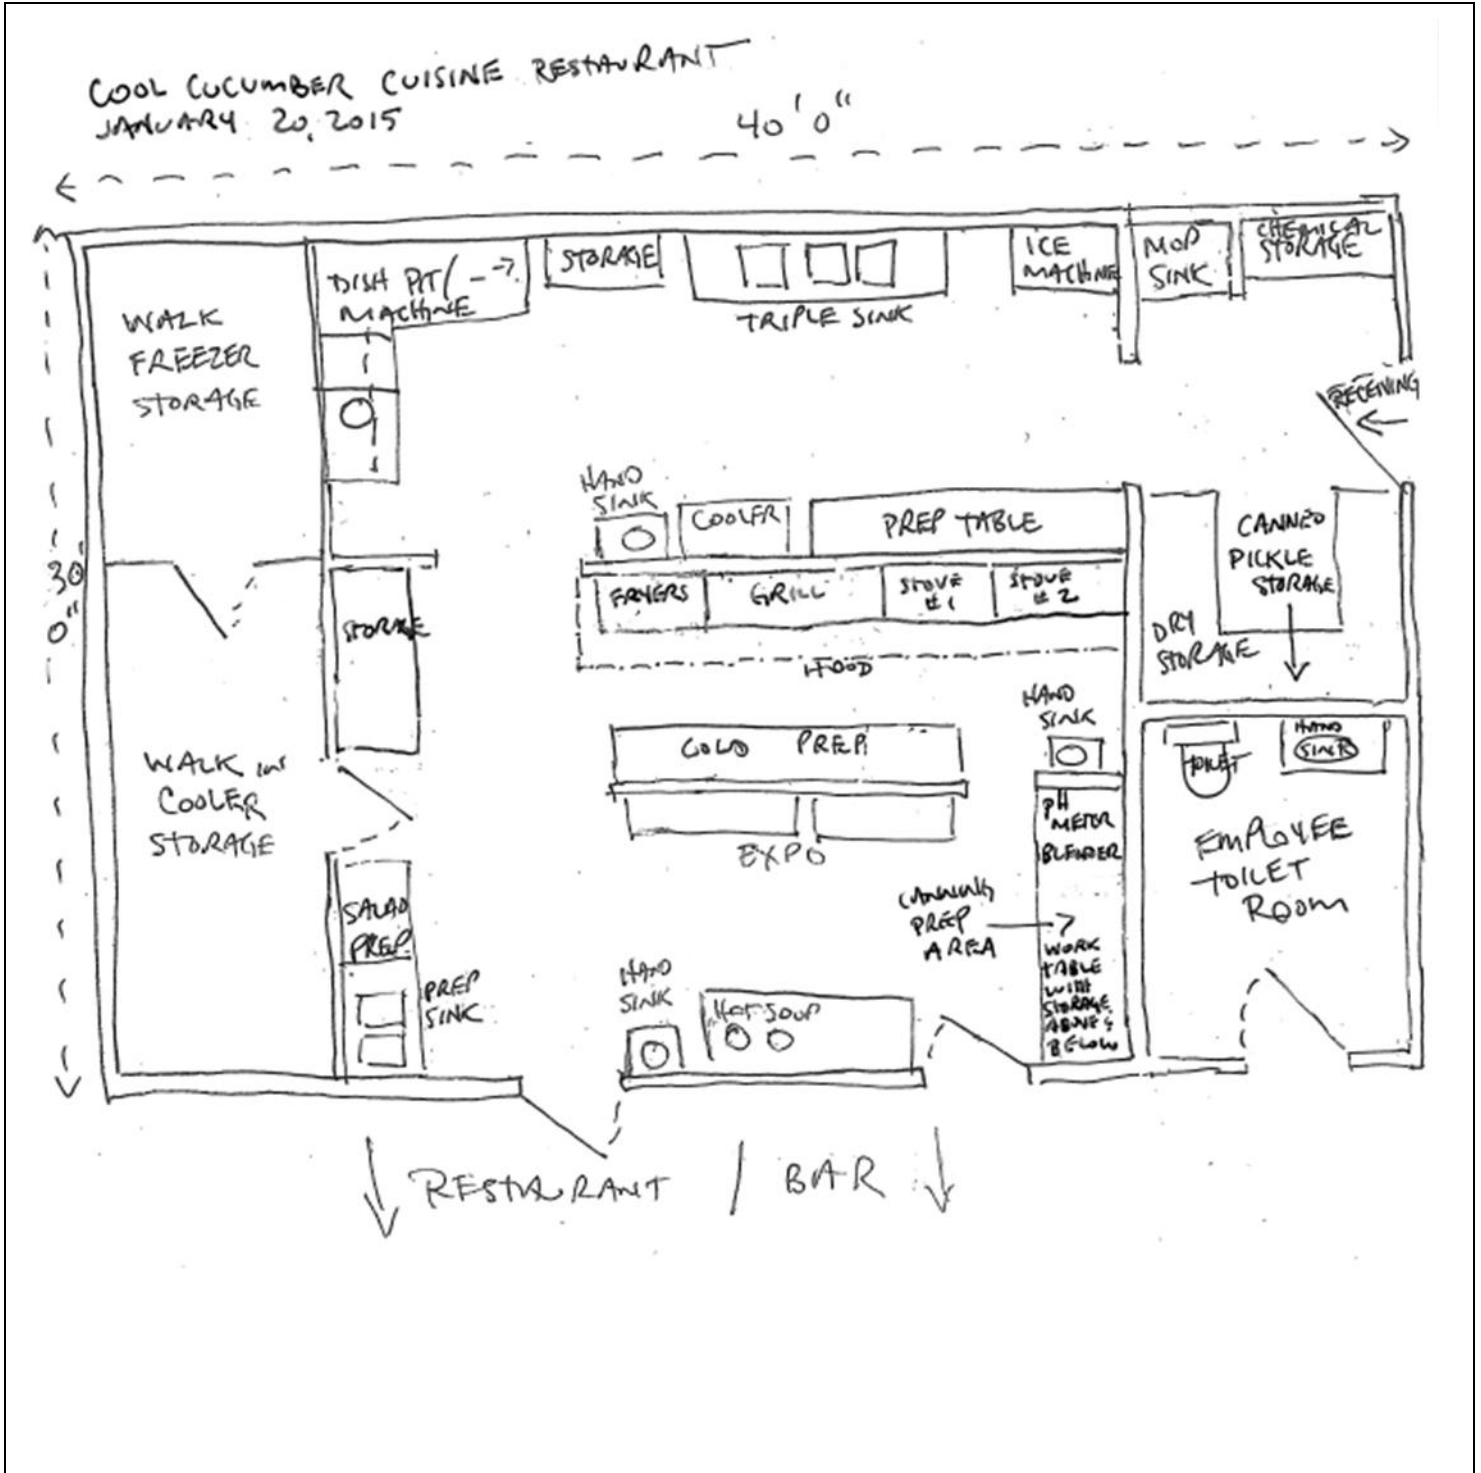 COOL CUCUMBER CUISINE RESTAURANT
JANUARY 20, 2015
40'0"
30'
0"
WALK
FREEZER
STORAGE
DISH PIT/
MACHINE
STORAGE
TRIPLE SINK
ICE
MACHINE
MOP
SINK
CHEMICAL
STORAGE
RECEIVING
HAND
SINK
COOLER
PREP TABLE
FRYERS
GRILL
STOVE
#1
STOVE
#2
HOOD
CANNED
PICKLE
STORAGE
DRY
STORAGE
STORAGE
WALK in
COOLER
STORAGE
COLD PREP
EXPO
HAND
SINK
PH
METER
BLENDER
CANNING
PREP
AREA
WORK
TABLE
WITH
STORAGE
ABOVE &
BELOW
TOILET
HAND
SINK
EMPLOYEE
TOILET
ROOM
SALAD
PREP
PREP
SINK
HAND
SINK
HOT SOUP
RESTAURANT / BAR